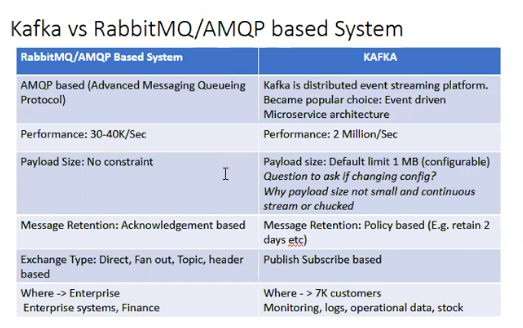 Kafka vs RabbitMQ/AMQP based System
RabbitMQ/AMQP Based System
KAFKA
AMQP based (Advanced Messaging Queueing
Protocol)
Kafka is distributed event streaming platform.
Became popular choice: Event driven
Microservice architecture
Performance: 30-40K/Sec
Performance: 2 Million/Sec
Payload Size: No constraint
Payload size: Default limit 1 MB (configurable)
Question to ask if changing config?
Why payload size not small and continuous
stream or chucked
Message Retention: Acknowledgement based
Message Retention: Policy based (E.g. retain 2
days etc)
Exchange Type: Direct, Fan out, Topic, header
based
Publish Subscribe based
Where -> Enterprise
Enterprise systems, Finance
Where - > 7K customers
Monitoring, logs, operational data, stock